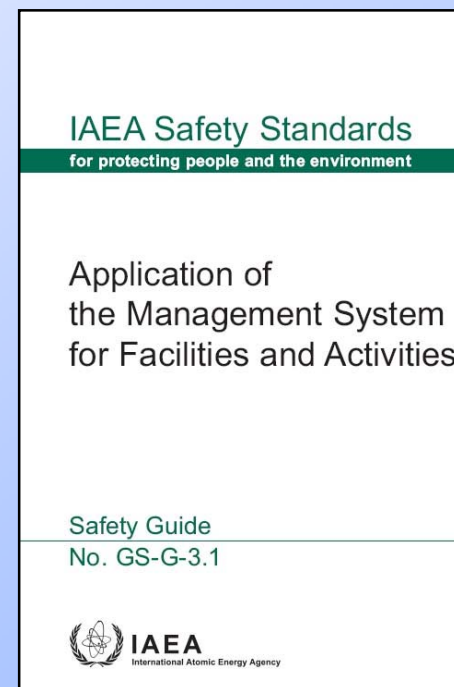 IAEA Safety Standards
for protecting people and the environment
Application of
the Management System
for Facilities and Activities
Safety Guide
No. GS-G-3.1
IAEA
International Atomic Energy Agency